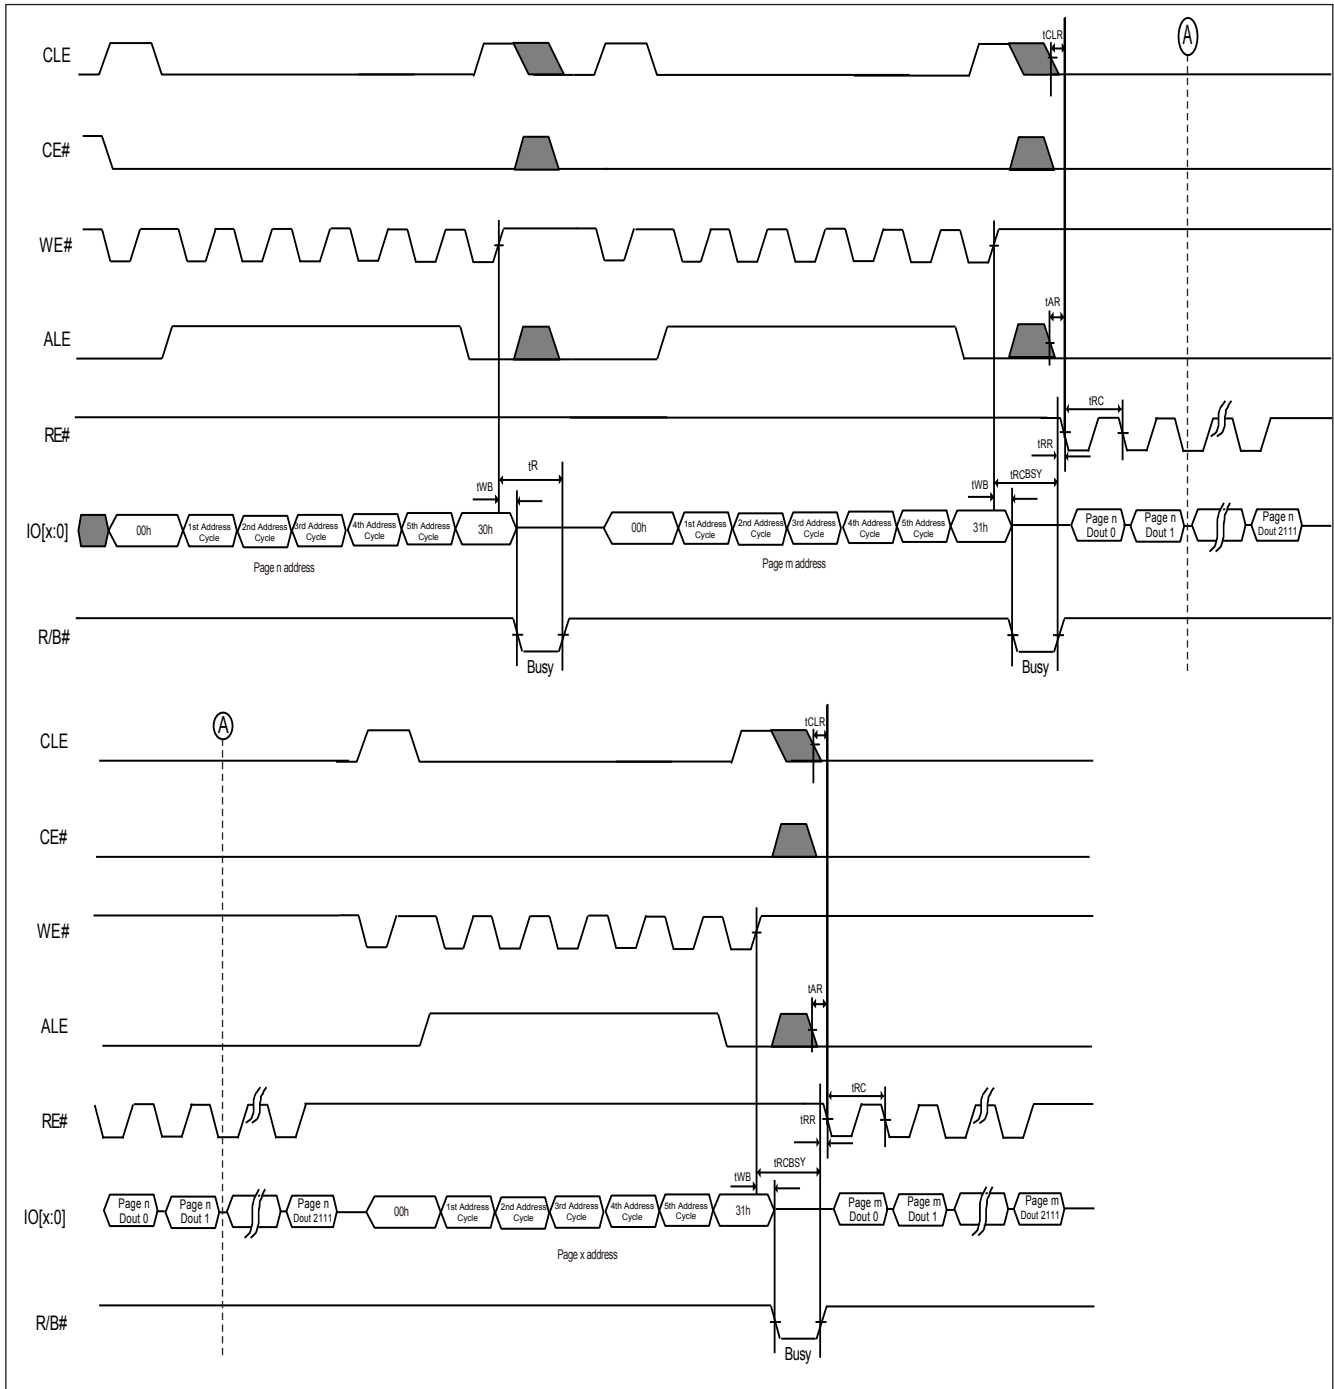 tCLR
A
CLE
CE#
WE#
tAR
ALE
tRC
RE#
tRR
tR
tRCBSY
tWB
tWB
IO[x:0]
00h
1st Address Cycle
2nd Address Cycle
3rd Address Cycle
4th Address Cycle
5th Address Cycle
30h
00h
1st Address Cycle
2nd Address Cycle
3rd Address Cycle
4th Address Cycle
5th Address Cycle
31h
Page n Dout 0
Page n Dout 1
Page n Dout 2111
Page n address
Page m address
R/B#
Busy
Busy
A
tCLR
CLE
CE#
WE#
tAR
ALE
tRC
RE#
tRR
tRCBSY
tWB
IO[x:0]
Page n Dout 0
Page n Dout 1
Page n Dout 2111
00h
1st Address Cycle
2nd Address Cycle
3rd Address Cycle
4th Address Cycle
5th Address Cycle
31h
Page m Dout 0
Page m Dout 1
Page m Dout 2111
Page x address
R/B#
Busy